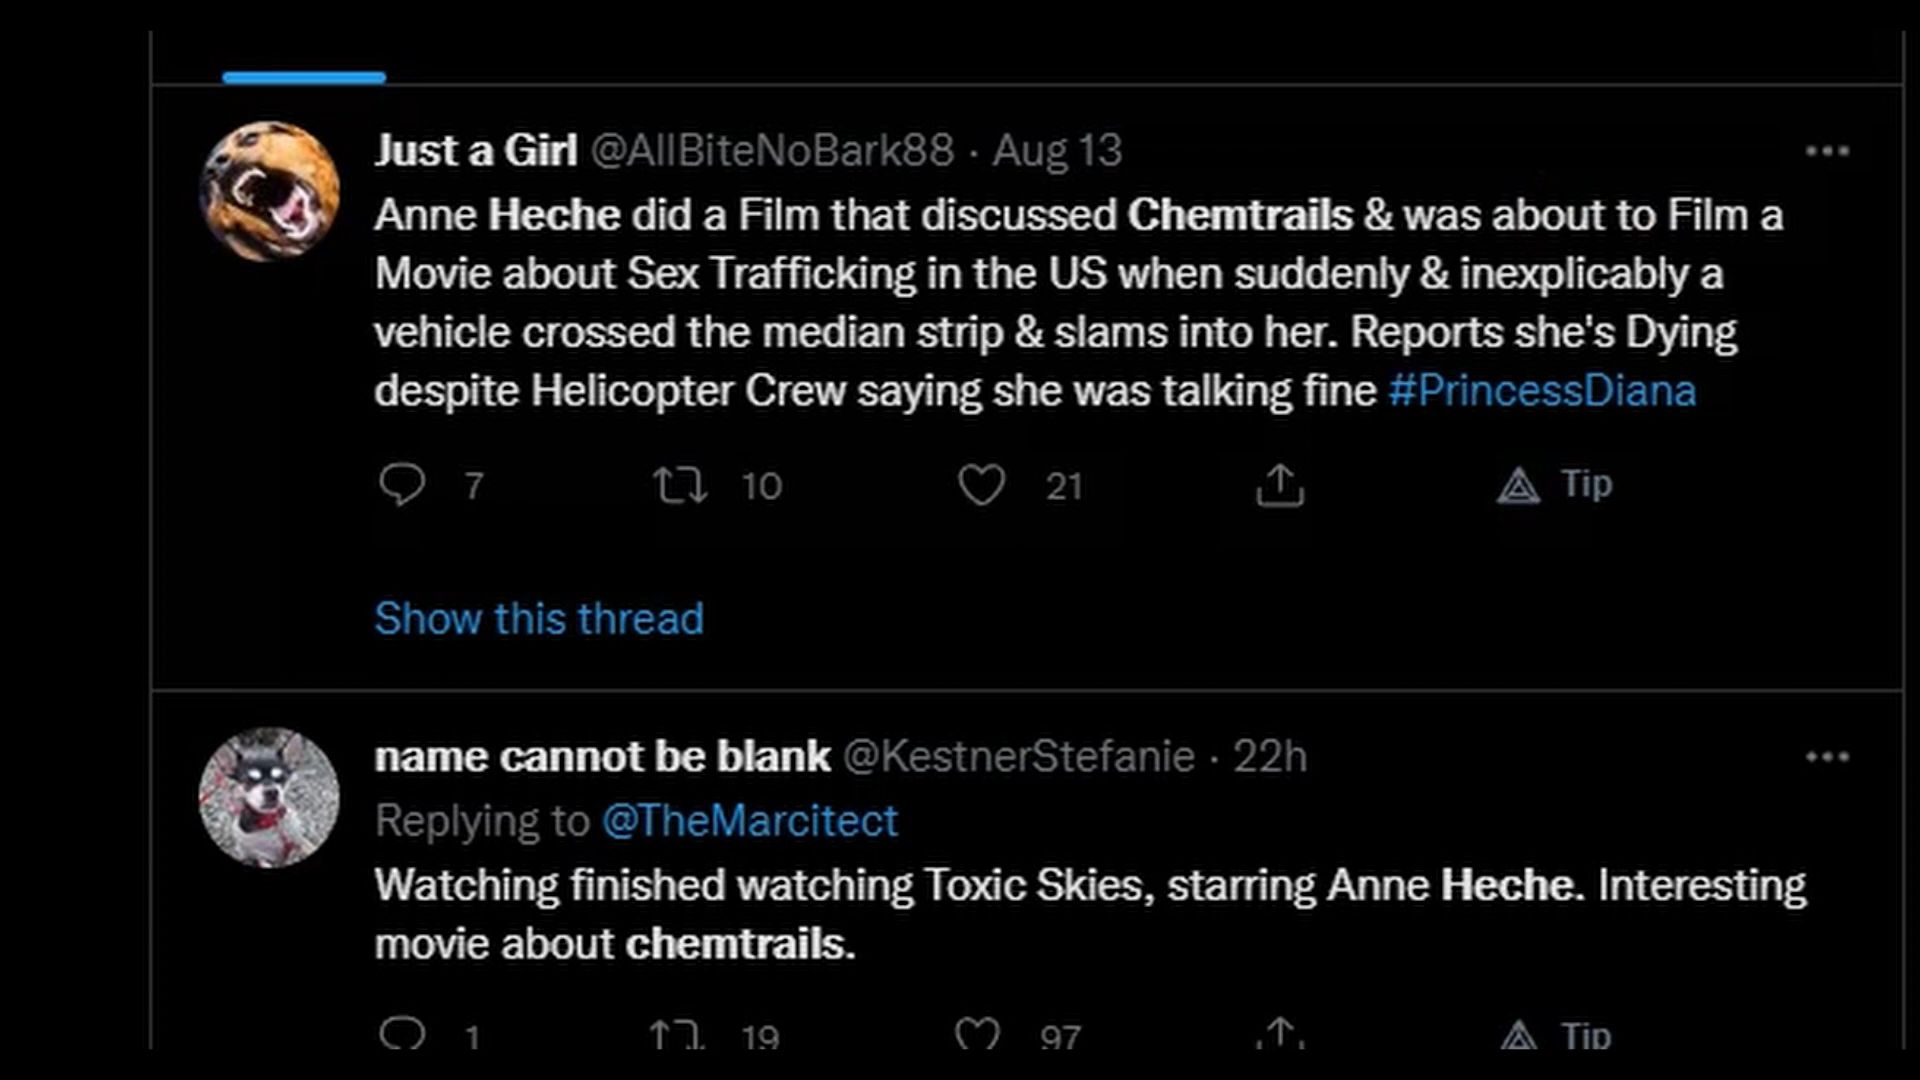 Just a Girl @AllBiteNoBark88 · Aug 13
Anne Heche did a Film that discussed Chemtrails & was about to Film a
Movie about Sex Trafficking in the US when suddenly & inexplicably a
vehicle crossed the median strip & slams into her. Reports she's Dying
despite Helicopter Crew saying she was talking fine #PrincessDiana
7 10 21 Tip
Show this thread
name cannot be blank @KestnerStefanie · 22h
Replying to @TheMarcitect
Watching finished watching Toxic Skies, starring Anne Heche. Interesting
movie about chemtrails.
1 19 97 Tip